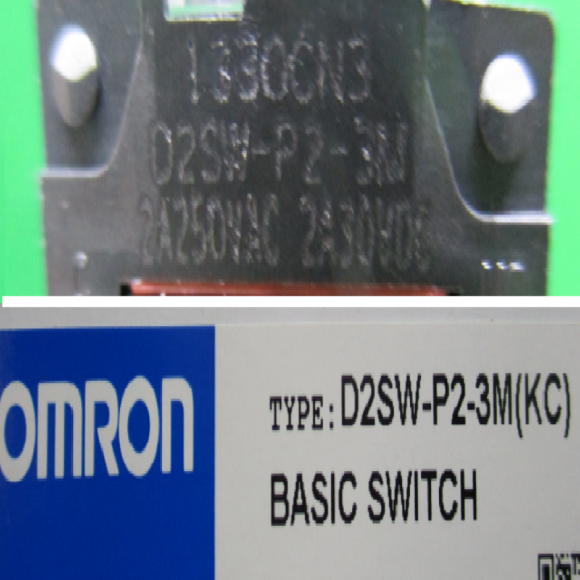 1330CN3
D2SW-P2-3M
2A250VAC 2A30VDC
OMRON
TYPE: D2SW-P2-3M(KC)
BASIC SWITCH